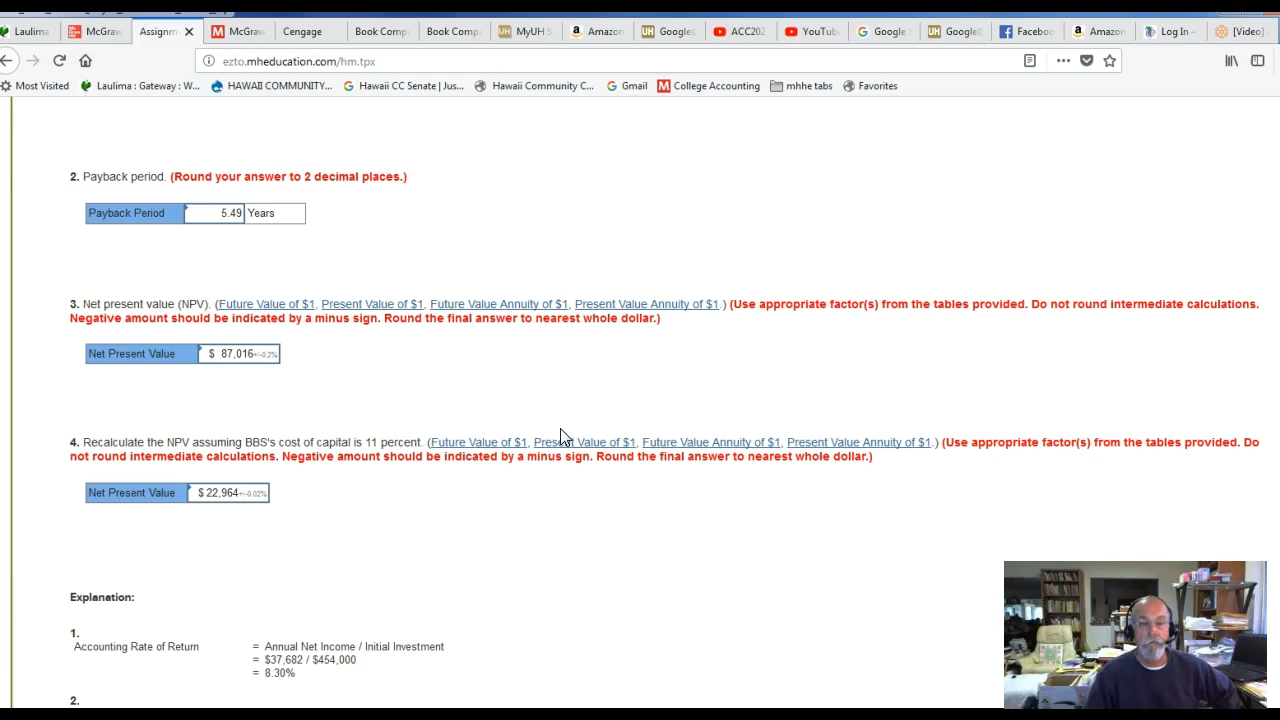 Laulima
McGraw
Assignm
McGraw
Cengage
Book Comp
Book Comp
MyUH S
Amazon
Google
ACC202
YouTube
Google
Google
Facebook
Amazon
Log In –
[Video]
ezto.mheducation.com/hm.tpx
Most Visited
Laulima : Gateway : W...
HAWAII COMMUNITY...
Hawaii CC Senate | Jus...
Hawaii Community C...
Gmail
College Accounting
mhhe tabs
Favorites
2. Payback period. (Round your answer to 2 decimal places.)
Payback Period 5.49 Years
3. Net present value (NPV). (Future Value of $1, Present Value of $1, Future Value Annuity of $1, Present Value Annuity of $1.) (Use appropriate factor(s) from the tables provided. Do not round intermediate calculations.
Negative amount should be indicated by a minus sign. Round the final answer to nearest whole dollar.)
Net Present Value $ 87,016+/-0.2%
4. Recalculate the NPV assuming BBS's cost of capital is 11 percent. (Future Value of $1, Present Value of $1, Future Value Annuity of $1, Present Value Annuity of $1.) (Use appropriate factor(s) from the tables provided. Do
not round intermediate calculations. Negative amount should be indicated by a minus sign. Round the final answer to nearest whole dollar.)
Net Present Value $ 22,964+/-0.02%
Explanation:
1.
Accounting Rate of Return = Annual Net Income / Initial Investment
= $37,682 / $454,000
= 8.30%
2.